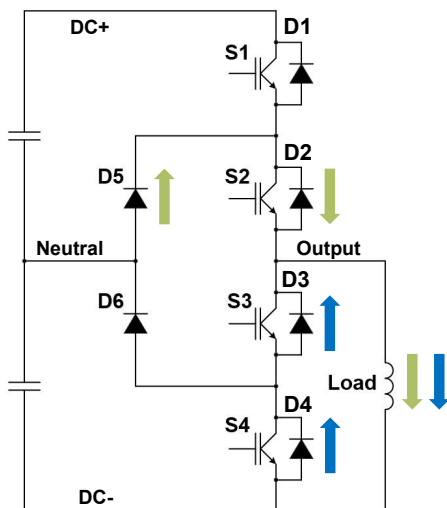 DC+
D1
S1
D2
D5
S2
Neutral
Output
D3
D6
S3
Load
D4
S4
DC-